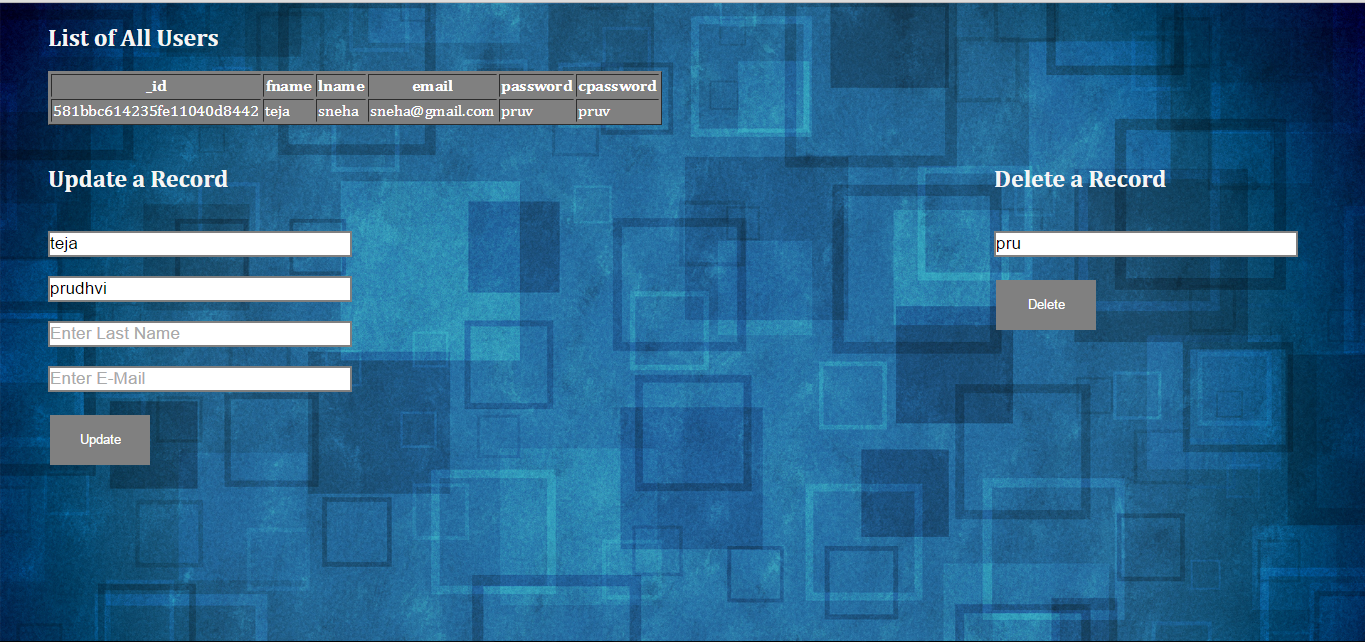 List of All Users
_id fname lname email password cpassword
581bbc614235fe11040d8442 teja sneha sneha@gmail.com pruv pruv
Update a Record
Delete a Record
teja
pru
prudhvi
Delete
Enter Last Name
Enter E-Mail
Update